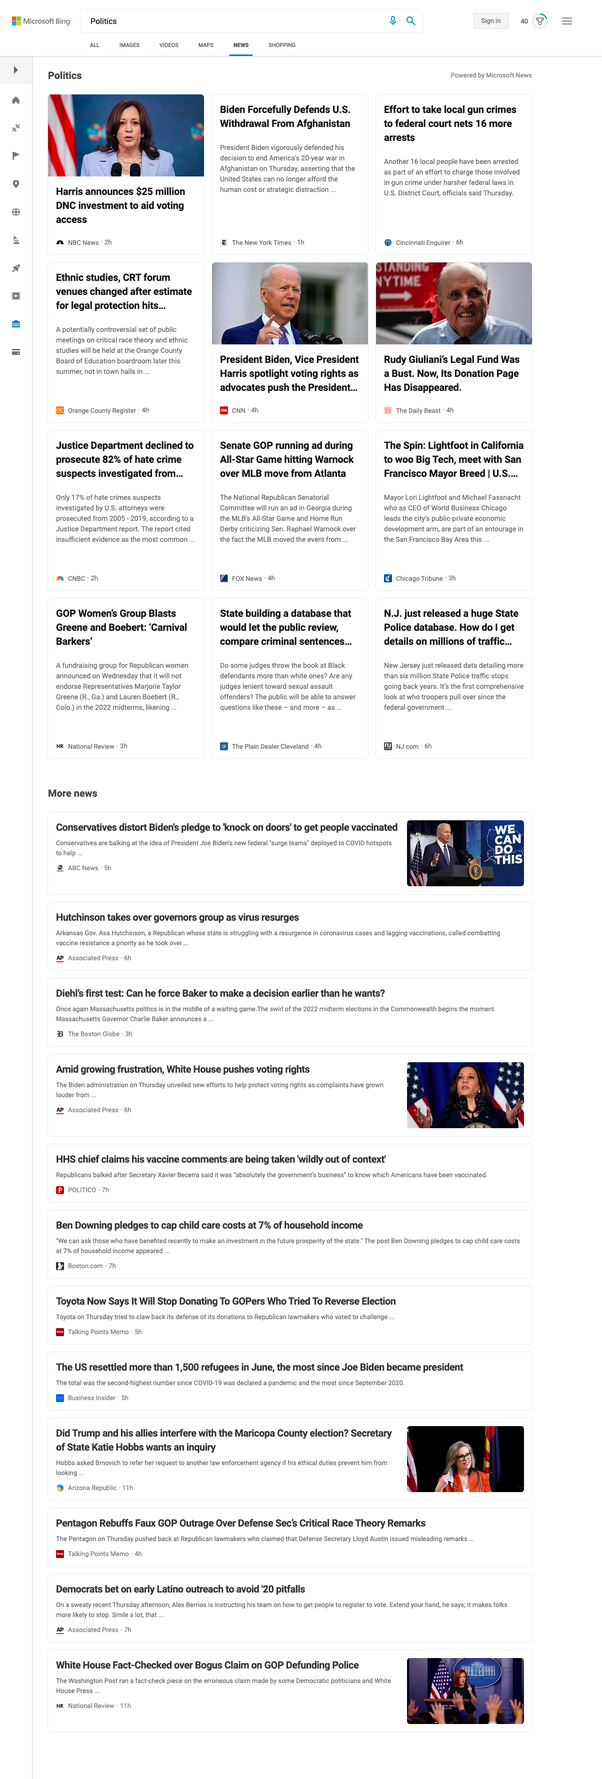 Microsoft Bing
Politics
Sign in
40
ALL IMAGES VIDEOS MAPS NEWS SHOPPING
Politics
Powered by Microsoft News
Harris announces $25 million
DNC investment to aid voting
access
NBC News · 2h
Biden Forcefully Defends U.S.
Withdrawal From Afghanistan
President Biden vigorously defended his
decision to end America's 20-year war in
Afghanistan on Thursday, asserting that the
United States can no longer afford the
human cost or strategic distraction ...
The New York Times · 1h
Effort to take local gun crimes
to federal court nets 16 more
arrests
Another 16 local people have been arrested
as part of an effort to charge those involved
in gun crime under harsher federal laws in
U.S. District Court, officials said Thursday.
Cincinnati Enquirer · 6h
Ethnic studies, CRT forum
venues changed after estimate
for legal protection hits...
A potentially controversial set of public
meetings on critical race theory and ethnic
studies will be held at the Orange County
Board of Education boardroom later this
summer, not in town halls in ...
Orange County Register · 4h
President Biden, Vice President
Harris spotlight voting rights as
advocates push the President...
CNN · 4h
STANDING
NYTIME
Rudy Giuliani's Legal Fund Was
a Bust. Now, Its Donation Page
Has Disappeared.
The Daily Beast · 4h
Justice Department declined to
prosecute 82% of hate crime
suspects investigated from...
Only 17% of hate crimes suspects
investigated by U.S. attorneys were
prosecuted from 2005 - 2019, according to a
Justice Department report. The report cited
insufficient evidence as the most common ...
CNBC · 2h
Senate GOP running ad during
All-Star Game hitting Warnock
over MLB move from Atlanta
The National Republican Senatorial
Committee will run an ad in Georgia during
the MLB's All-Star Game and Home Run
Derby criticizing Sen. Raphael Warnock over
the fact the MLB moved the event from ...
FOX News · 4h
The Spin: Lightfoot in California
to woo Big Tech, meet with San
Francisco Mayor Breed | U.S....
Mayor Lori Lightfoot and Michael Fassnacht
who as CEO of World Business Chicago
leads the city's public-private economic
development arm, are part of an entourage in
the San Francisco Bay Area this ...
Chicago Tribune · 3h
GOP Women's Group Blasts
Greene and Boebert: 'Carnival
Barkers'
A fundraising group for Republican women
announced on Wednesday that it will not
endorse Representatives Marjorie Taylor
Greene (R., Ga.) and Lauren Boebert (R.,
Colo.) in the 2022 midterms, likening ...
National Review · 3h
State building a database that
would let the public review,
compare criminal sentences...
Do some judges throw the book at Black
defendants more than white ones? Are any
judges lenient toward sexual assault
offenders? The public will be able to answer
questions like these – and more – as ...
The Plain Dealer Cleveland · 4h
N.J. just released a huge State
Police database. How do I get
details on millions of traffic...
New Jersey just released data detailing more
than six million State Police traffic stops
going back years. It's the first comprehensive
look at who troopers pull over since the
federal government ...
NJ.com · 6h
More news
Conservatives distort Biden's pledge to 'knock on doors' to get people vaccinated
Conservatives are balking at the idea of President Joe Biden's new federal "surge teams" deployed to COVID hotspots
to help ...
ABC News · 5h
WE
CAN
DO
THIS
Hutchinson takes over governors group as virus resurges
Arkansas Gov. Asa Hutchinson, a Republican whose state is struggling with a resurgence in coronavirus cases and lagging vaccinations, called combatting
vaccine resistance a priority as he took over ...
Associated Press · 6h
Diehl's first test: Can he force Baker to make a decision earlier than he wants?
Once again Massachusetts politics is in the middle of a waiting game.The swirl of the 2022 midterm elections in the Commonwealth begins the moment
Massachusetts Governor Charlie Baker announces a ...
The Boston Globe · 3h
Amid growing frustration, White House pushes voting rights
The Biden administration on Thursday unveiled new efforts to help protect voting rights as complaints have grown
louder from ...
Associated Press · 6h
HHS chief claims his vaccine comments are being taken 'wildly out of context'
Republicans balked after Secretary Xavier Becerra said it was "absolutely the government's business" to know which Americans have been vaccinated.
POLITICO · 7h
Ben Downing pledges to cap child care costs at 7% of household income
"We can ask those who have benefited recently to make an investment in the future prosperity of the state." The post Ben Downing pledges to cap child care costs
at 7% of household income appeared ...
Boston.com · 7h
Toyota Now Says It Will Stop Donating To GOPers Who Tried To Reverse Election
Toyota on Thursday tried to claw back its defense of its donations to Republican lawmakers who voted to challenge ...
Talking Points Memo · 5h
The US resettled more than 1,500 refugees in June, the most since Joe Biden became president
The total was the second-highest number since COVID-19 was declared a pandemic and the most since September 2020.
Business Insider · 5h
Did Trump and his allies interfere with the Maricopa County election? Secretary
of State Katie Hobbs wants an inquiry
Hobbs asked Brnovich to refer her request to another law enforcement agency if his ethical duties prevent him from
looking ...
Arizona Republic · 11h
Pentagon Rebuffs Faux GOP Outrage Over Defense Sec's Critical Race Theory Remarks
The Pentagon on Thursday pushed back at Republican lawmakers who claimed that Defense Secretary Lloyd Austin issued misleading remarks ...
Talking Points Memo · 4h
Democrats bet on early Latino outreach to avoid '20 pitfalls
On a sweaty recent Thursday afternoon, Alex Berrios is instructing his team on how to get people to register to vote. Extend your hand, he says; it makes folks
more likely to stop. Smile a lot, that ...
Associated Press · 7h
White House Fact-Checked over Bogus Claim on GOP Defunding Police
The Washington Post ran a fact-check piece on the erroneous claim made by some Democratic politicians and White
House Press ...
National Review · 11h